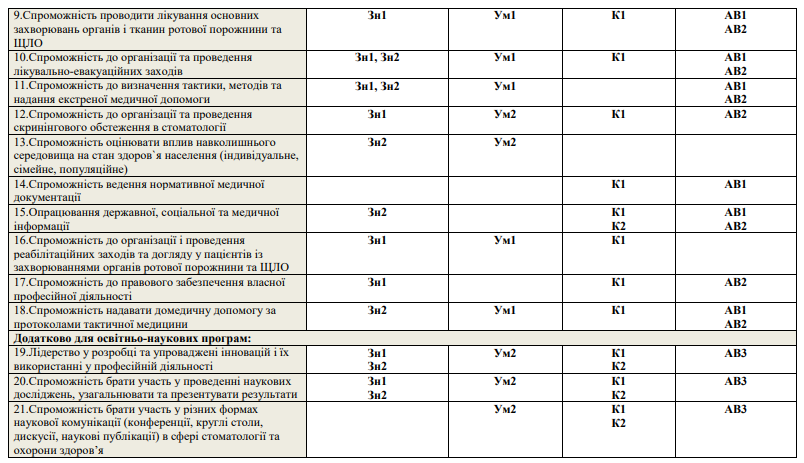 9.Спроможність проводити лікування основних Зн1 Ум1 К1 АВ1
захворювань органів і тканин ротової порожнини та АВ2
ЩЛО
10.Спроможність до організації та проведення Зн1, Зн2 Ум1 К1 АВ1
лікувально-евакуаційних заходів АВ2
11.Спроможність до визначення тактики, методів та Зн1, Зн2 Ум1 АВ1
надання екстреної медичної допомоги АВ2
12.Спроможність до організації та проведення Зн1 Ум2 К1 АВ2
скринінгового обстеження в стоматології
13.Спроможність оцінювати вплив навколишнього Зн2 Ум2
середовища на стан здоров`я населення (індивідуальне,
сімейне, популяційне)
14.Спроможність ведення нормативної медичної К1 АВ1
документації
15.Опрацювання державної, соціальної та медичної Зн2 К1 АВ1
інформації К2 АВ2
16.Спроможність до організації і проведення Зн1 Ум1 К1
реабілітаційних заходів та догляду у пацієнтів із
захворюваннями органів ротової порожнини та ЩЛО
17.Спроможність до правового забезпечення власної Зн1 К1 АВ2
професійної діяльності
18.Спроможність надавати домедичну допомогу за Зн2 Ум1 К1 АВ1
протоколами тактичної медицини АВ2
Додатково для освітньо-наукових програм:
19.Лідерство у розробці та упроваджені інновацій і їх Зн1 Ум2 К1 АВ3
використанні у професійній діяльності Зн2 К2
20.Спроможність брати участь у проведенні наукових Зн1 Ум2 К1 АВ3
досліджень, узагальнювати та презентувати результати Зн2 К2
21.Спроможність брати участь у різних формах Ум2 К1 АВ3
наукової комунікації (конференції, круглі столи, К2
дискусії, наукові публікації) в сфері стоматології та
охорони здоров’я